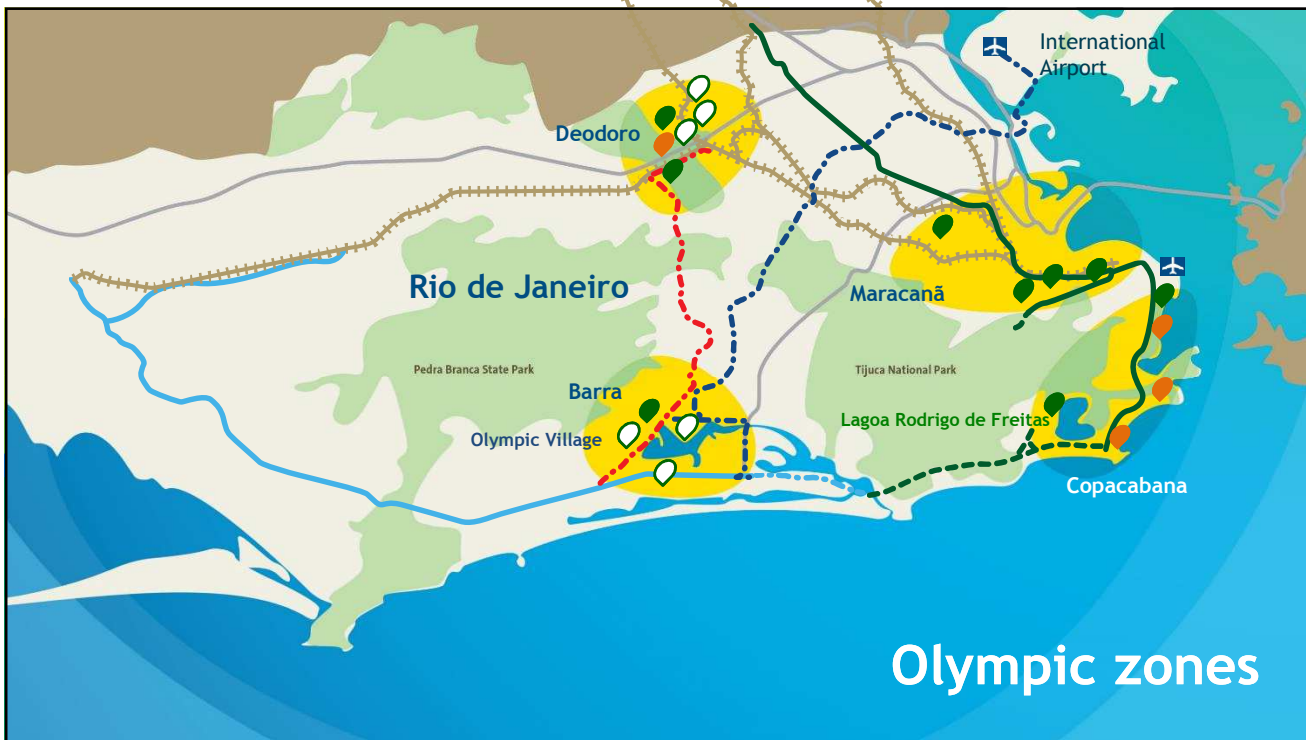 International
Airport
Deodoro
Rio de Janeiro
Maracanã
Pedra Branca State Park
Tijuca National Park
Barra
Lagoa Rodrigo de Freitas
Olympic Village
Copacabana
Olympic zones